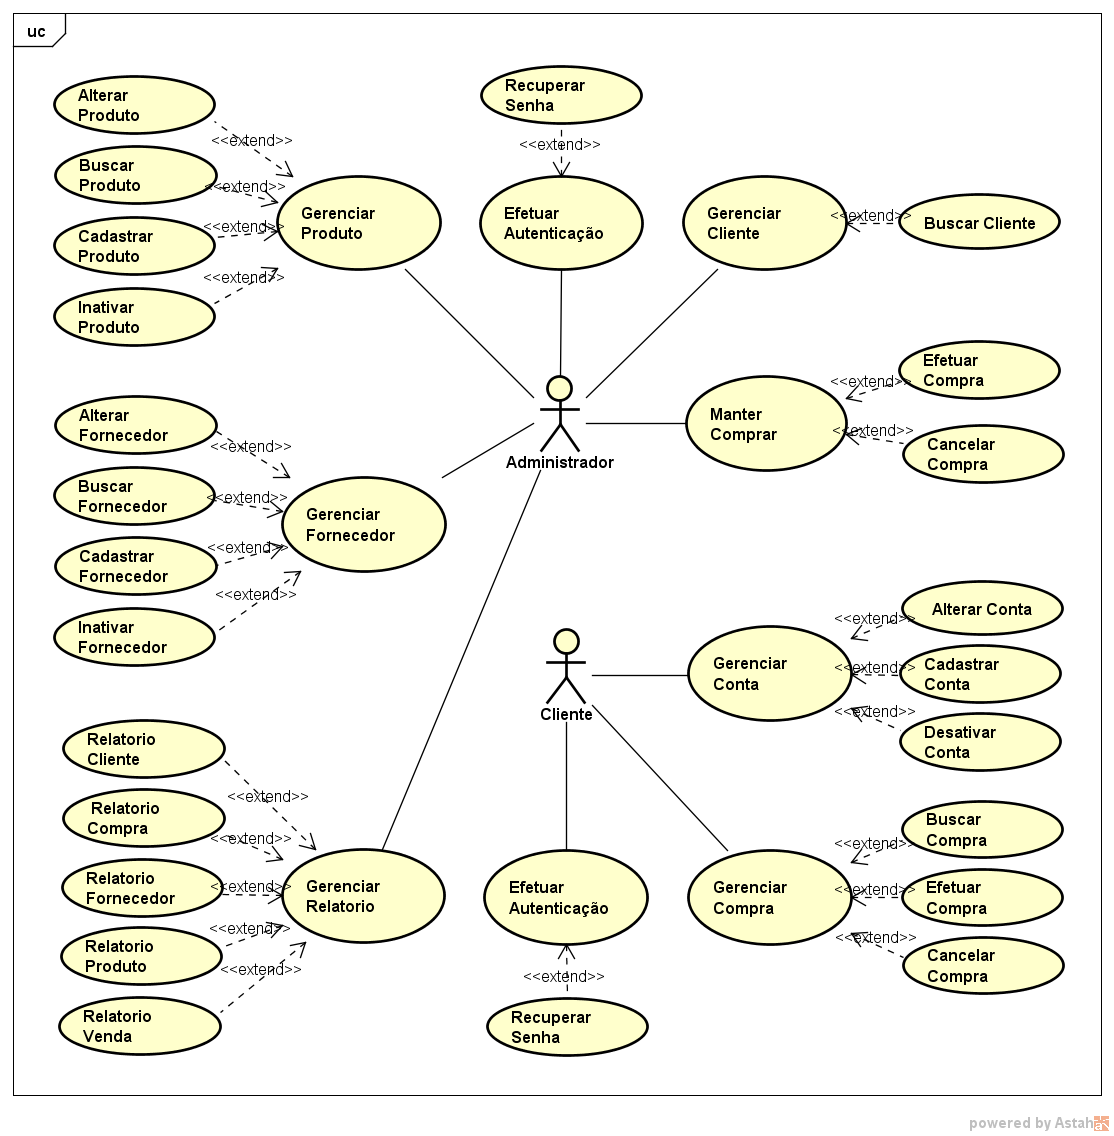 uc
Alterar
Produto
<<extend>>
Buscar
Produto
<<extend>>
Cadastrar
Produto
<<extend>>
Inativar
Produto
<<extend>>
Gerenciar
Produto
Recuperar
Senha
<<extend>>
Efetuar
Autenticação
Gerenciar
Cliente
<<extend>>
Buscar Cliente
Administrador
Manter
Comprar
<<extend>>
Efetuar
Compra
<<extend>>
Cancelar
Compra
Alterar
Fornecedor
<<extend>>
Buscar
Fornecedor
<<extend>>
Cadastrar
Fornecedor
<<extend>>
Inativar
Fornecedor
<<extend>>
Gerenciar
Fornecedor
Cliente
Gerenciar
Conta
<<extend>>
Alterar Conta
<<extend>>
Cadastrar
Conta
<<extend>>
Desativar
Conta
Relatorio
Cliente
<<extend>>
Relatorio
Compra
<<extend>>
Relatorio
Fornecedor
<<extend>>
Relatorio
Produto
<<extend>>
Relatorio
Venda
<<extend>>
Gerenciar
Relatorio
Efetuar
Autenticação
<<extend>>
Recuperar
Senha
Gerenciar
Compra
<<extend>>
Buscar
Compra
<<extend>>
Efetuar
Compra
<<extend>>
Cancelar
Compra
powered by Astah